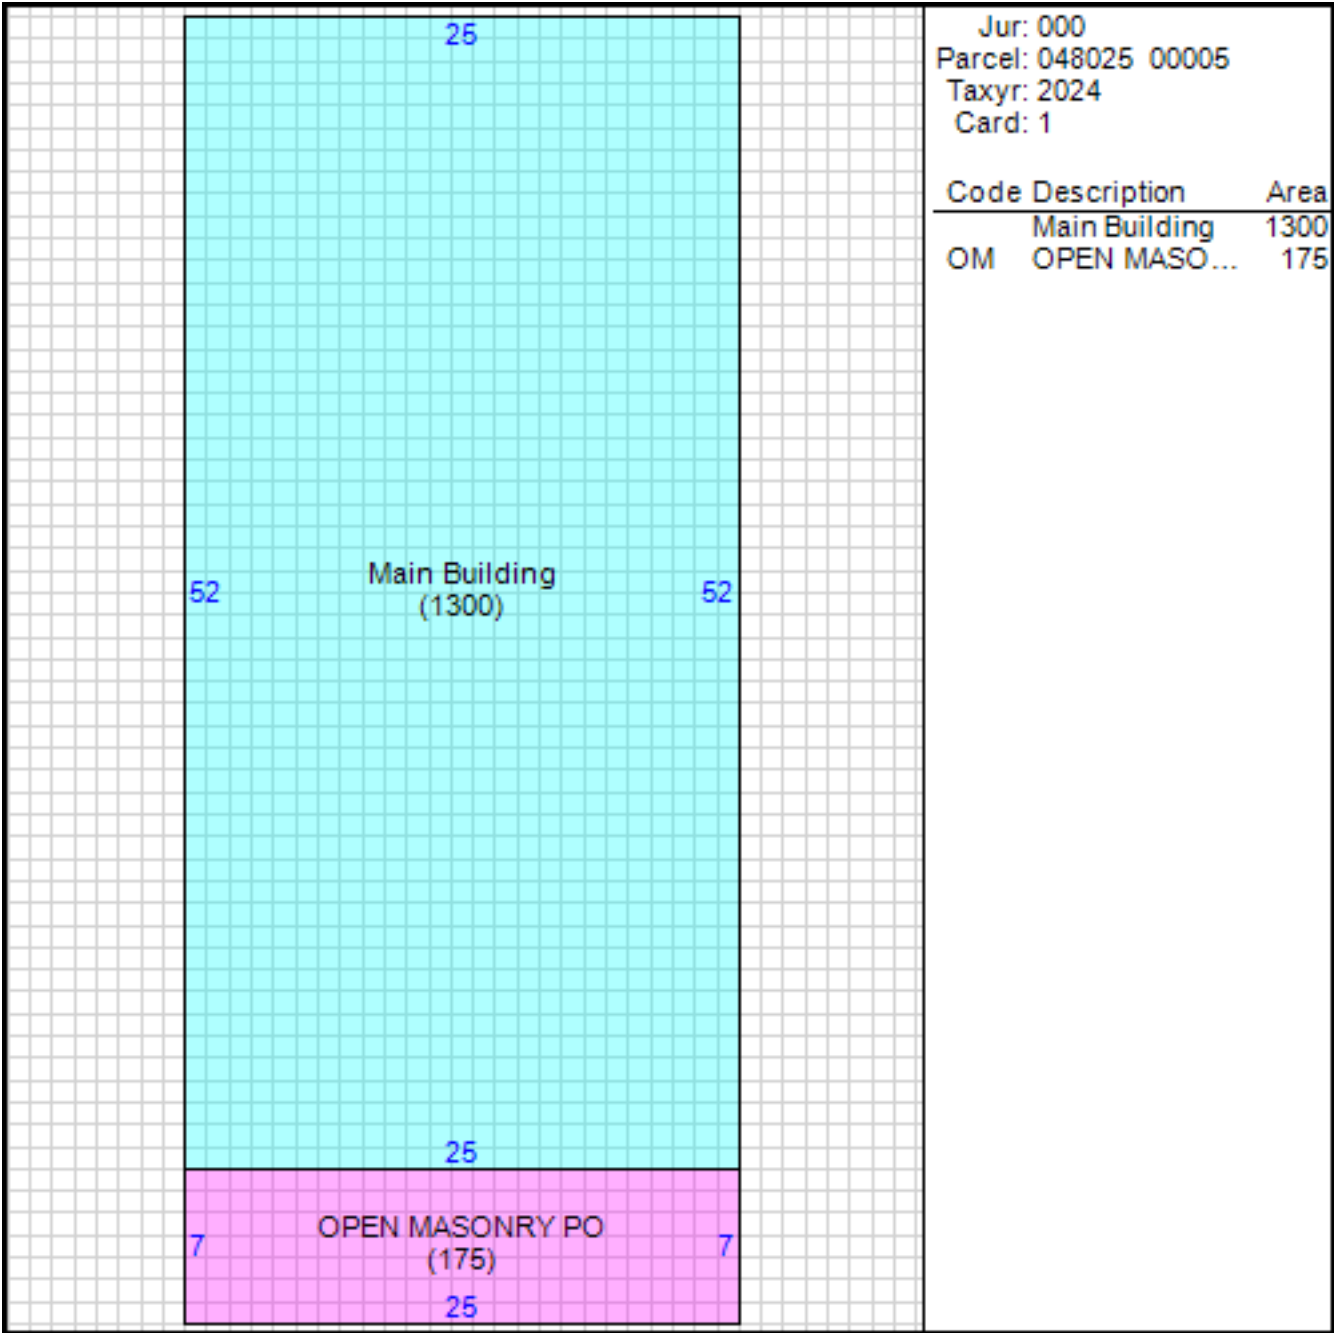 25
52
Main Building
(1300)
52
25
OPEN MASONRY PO
(175)
7
7
25
Jur: 000
Parcel: 048025 00005
Taxyr: 2024
Card: 1
Code Description Area
Main Building 1300
OM OPEN MASO... 175